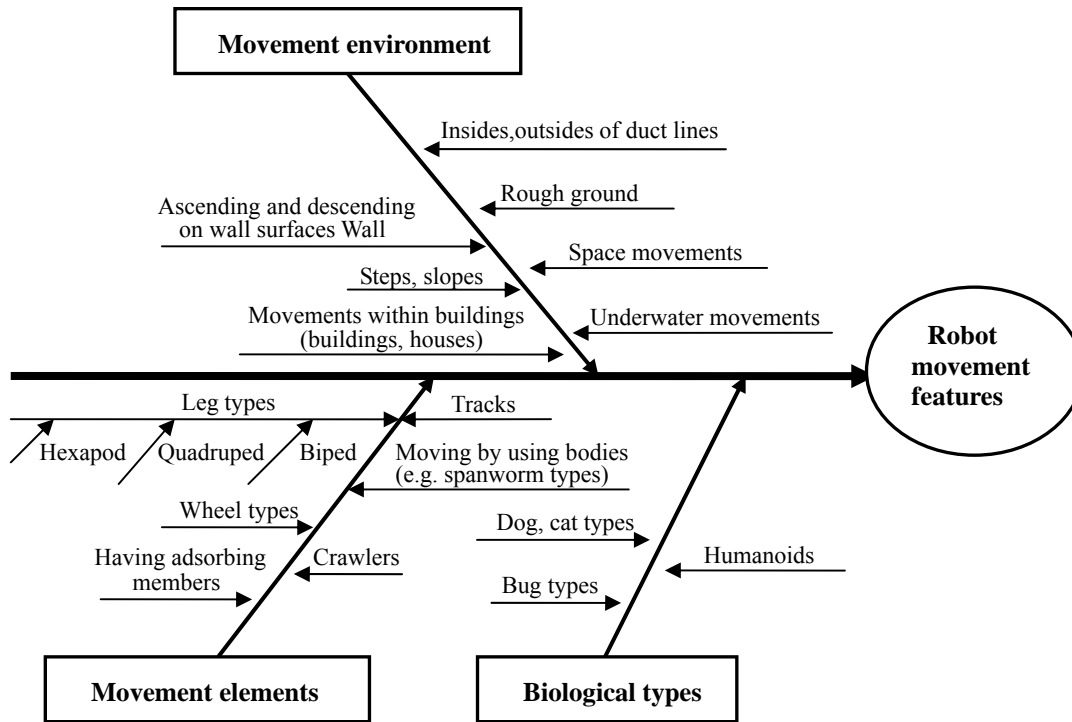 Movement environment
Insides,outsides of duct lines
Rough ground
Ascending and descending
on wall surfaces Wall
Space movements
Steps, slopes
Movements within buildings
(buildings, houses)
Underwater movements
Robot
movement
features
Leg types
Tracks
Hexapod
Quadruped
Biped
Moving by using bodies
(e.g. spanworm types)
Wheel types
Dog, cat types
Having adsorbing
members
Crawlers
Humanoids
Bug types
Movement elements
Biological types